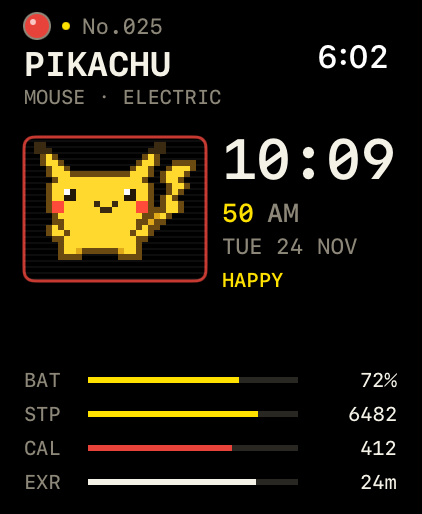 No.025
PIKACHU
6:02
MOUSE · ELECTRIC
10:09
50 AM
TUE 24 NOV
HAPPY
BAT 72%
STP 6482
CAL 412
EXR 24m